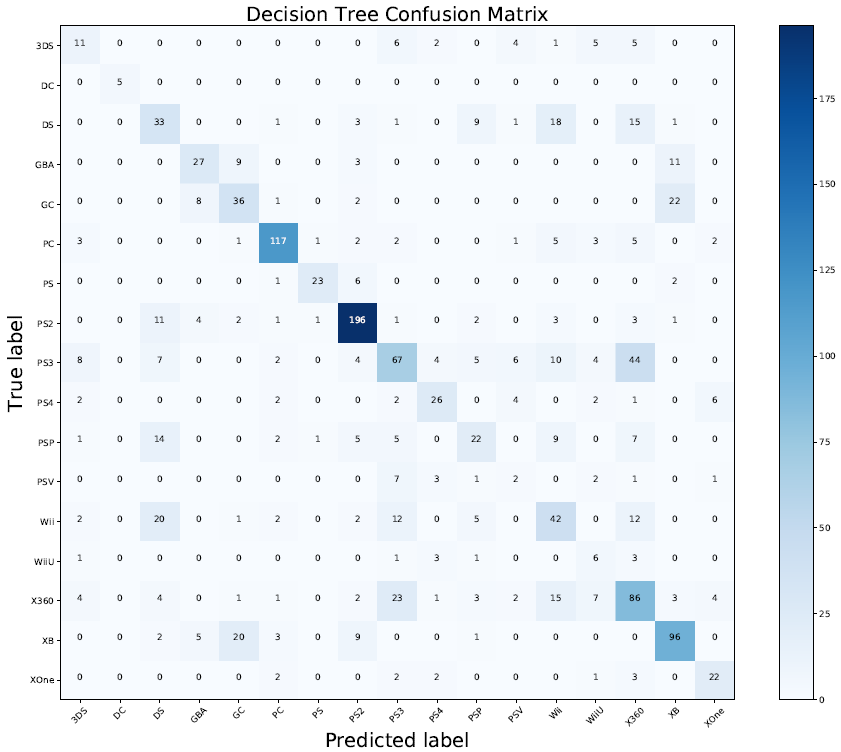 Decision Tree Confusion Matrix
3DS 11 0 0 0 0 0 0 0 6 2 0 4 1 5 5 0 0
DC 0 5 0 0 0 0 0 0 0 0 0 0 0 0 0 0 0
DS 0 0 33 0 0 1 0 3 1 0 9 1 18 0 15 1 0
GBA 0 0 0 27 9 0 0 3 0 0 0 0 0 0 0 11 0
GC 0 0 0 8 36 1 0 2 0 0 0 0 0 0 0 22 0
PC 3 0 0 0 1 117 1 2 2 0 0 1 5 3 5 0 2
PS 0 0 0 0 0 1 23 6 0 0 0 0 0 0 0 2 0
PS2 0 0 11 4 2 1 1 196 1 0 2 0 3 0 3 1 0
PS3 8 0 7 0 0 2 0 4 67 4 5 6 10 4 44 0 0
PS4 2 0 0 0 0 2 0 0 2 26 0 4 0 2 1 0 6
PSP 1 0 14 0 0 2 1 5 5 0 22 0 9 0 7 0 0
PSV 0 0 0 0 0 0 0 0 7 3 1 2 0 2 1 0 1
Wii 2 0 20 0 1 2 0 2 12 0 5 0 42 0 12 0 0
WiiU 1 0 0 0 0 0 0 0 1 3 1 0 0 6 3 0 0
X360 4 0 4 0 1 1 0 2 23 1 3 2 15 7 86 3 4
XB 0 0 2 5 20 3 0 9 0 0 1 0 0 0 0 96 0
XOne 0 0 0 0 0 2 0 0 2 2 0 0 0 1 3 0 22
3DS DC DS GBA GC PC PS PS2 PS3 PS4 PSP PSV Wii WiiU X360 XB XOne
Predicted label
True label
175
150
125
100
75
50
25
0